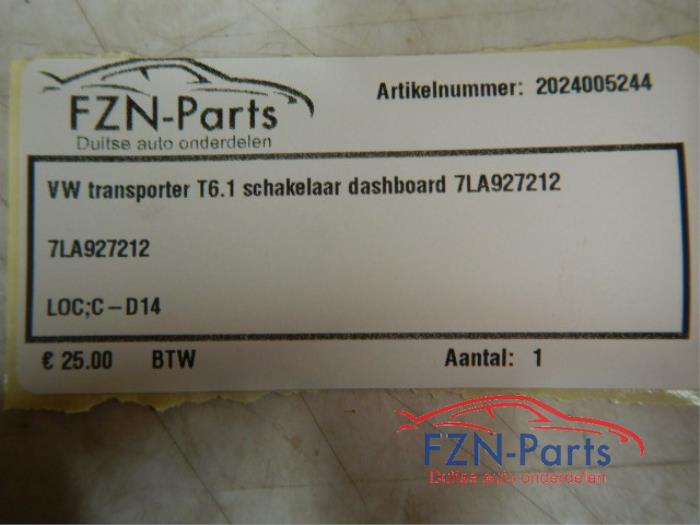 FZN-Parts
Duitse auto onderdelen
Artikelnummer: 2024005244
VW transporter T6.1 schakelaar dashboard 7LA927212
7LA927212
LOC;C-D14
€ 25.00 BTW Aantal: 1
FZN-Parts
Duitse auto onderdelen